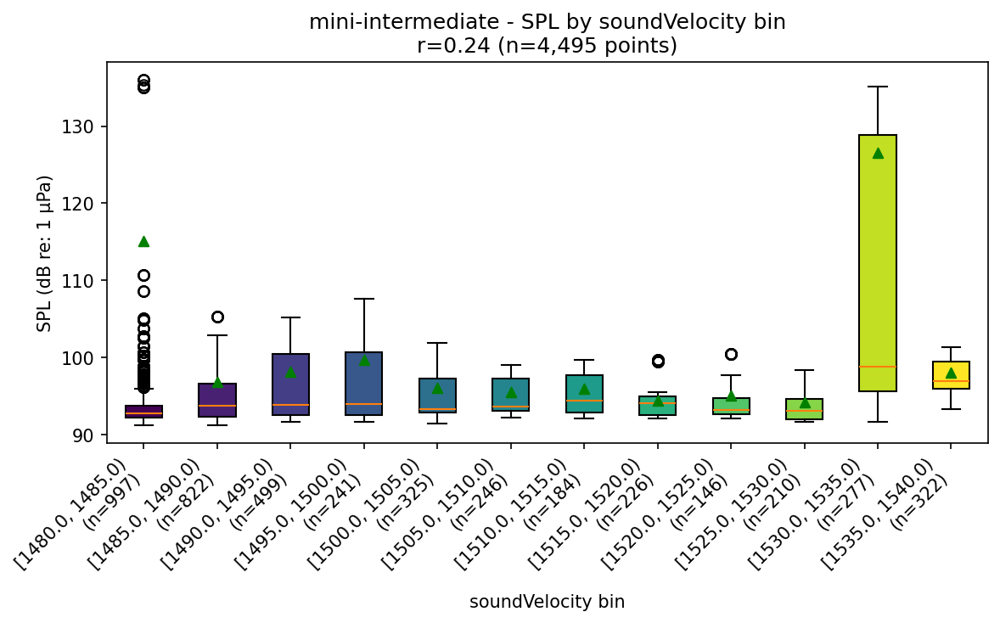 mini-intermediate - SPL by soundVelocity bin
r=0.24 (n=4,495 points)
SPL (dB re: 1 µPa)
130
120
110
100
90
[1480.0, 1485.0)
(n=997)
[1485.0, 1490.0)
(n=822)
[1490.0, 1495.0)
(n=499)
[1495.0, 1500.0)
(n=241)
[1500.0, 1505.0)
(n=325)
[1505.0, 1510.0)
(n=246)
[1510.0, 1515.0)
(n=184)
[1515.0, 1520.0)
(n=226)
[1520.0, 1525.0)
(n=146)
[1525.0, 1530.0)
(n=210)
[1530.0, 1535.0)
(n=277)
[1535.0, 1540.0)
(n=322)
soundVelocity bin